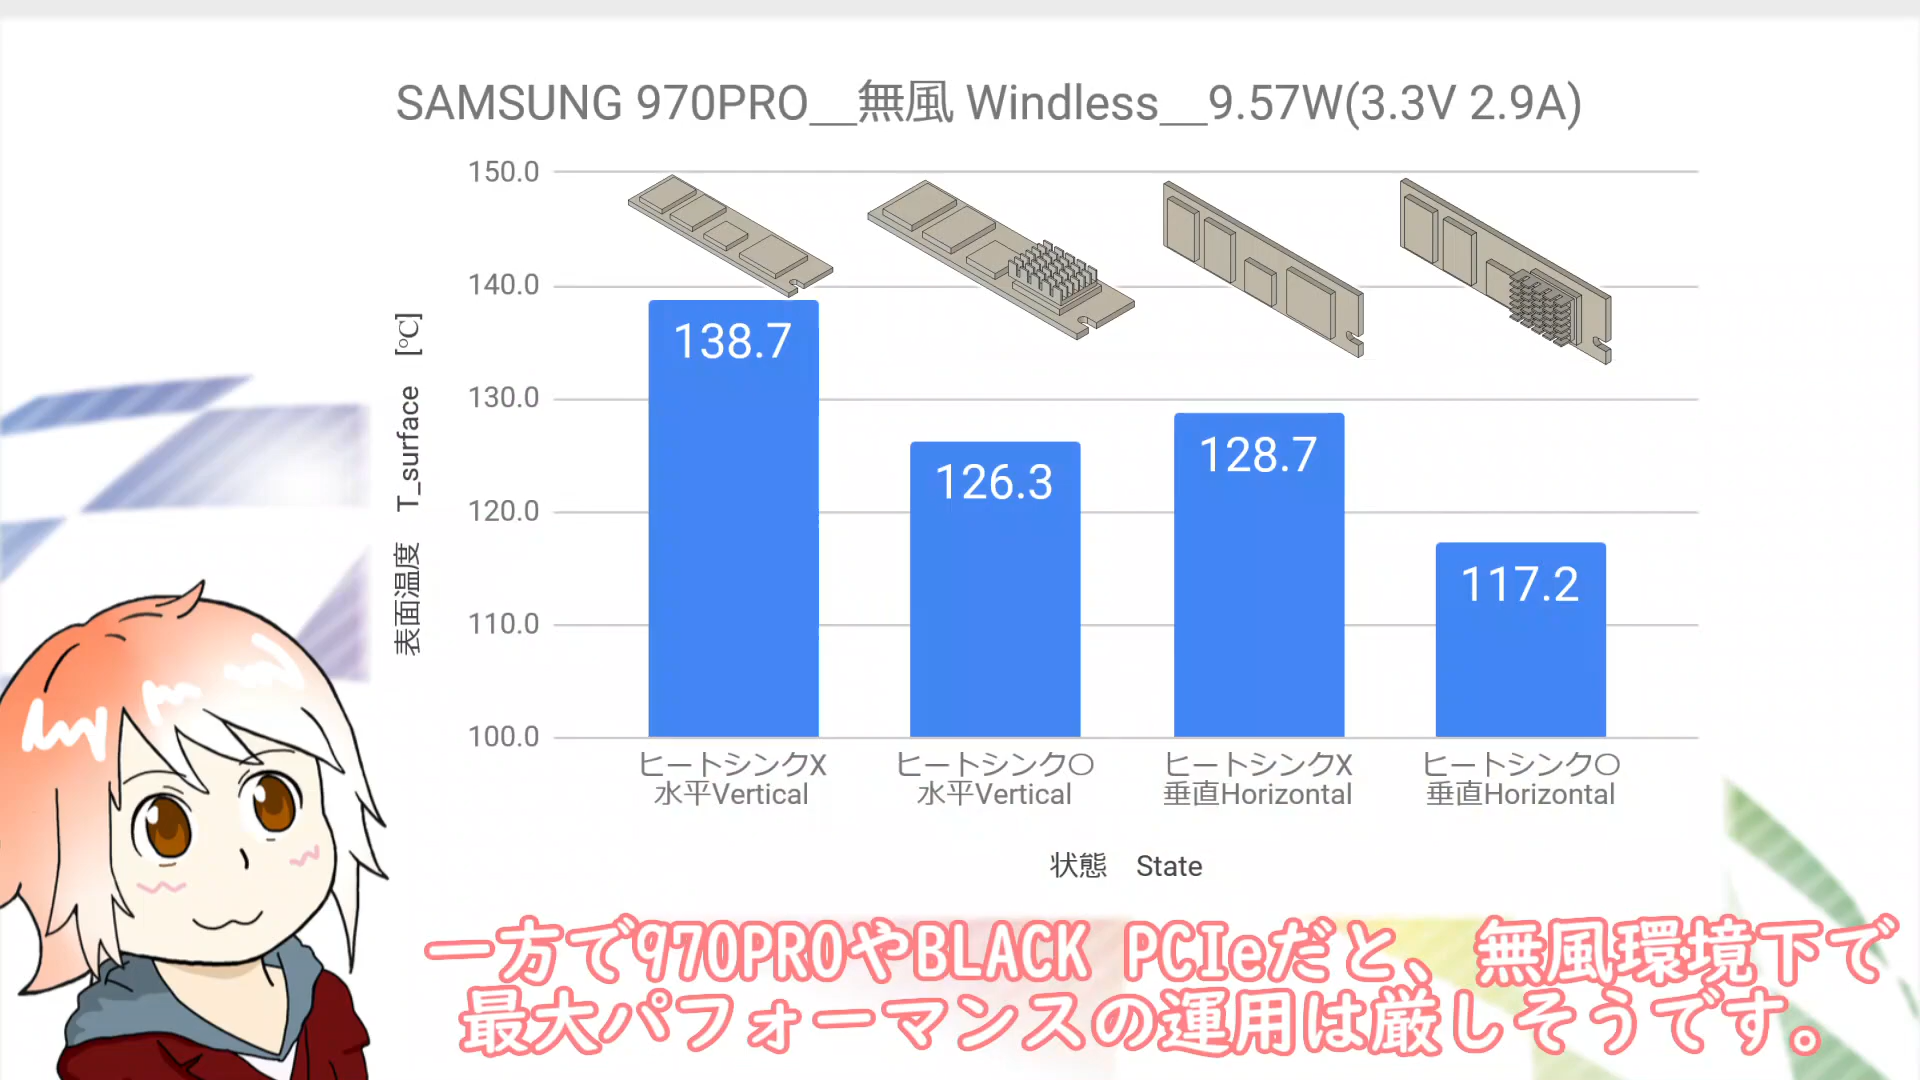 SAMSUNG 970PRO__無風 Windless__9.57W(3.3V 2.9A)
150.0
140.0
130.0
120.0
110.0
100.0
表面温度 T_surface [℃]
138.7
126.3
128.7
117.2
ヒートシンクX
水平Vertical
ヒートシンク○
水平Vertical
ヒートシンクX
垂直Horizontal
ヒートシンク○
垂直Horizontal
状態 State
一方で970PROやBLACK PCIeだと、無風環境下で
最大パフォーマンスの運用は厳しそうです。